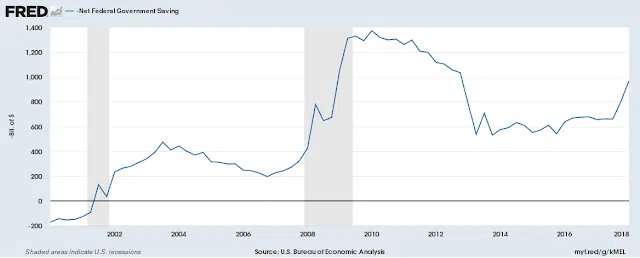 FRED — -Net Federal Government Saving
1,400
1,200
1,000
800
600
400
200
0
-200
-Bil. of $
2002 2004 2006 2008 2010 2012 2014 2016 2018
Shaded areas indicate U.S. recessions Source: U.S. Bureau of Economic Analysis myf.red/g/kMEL